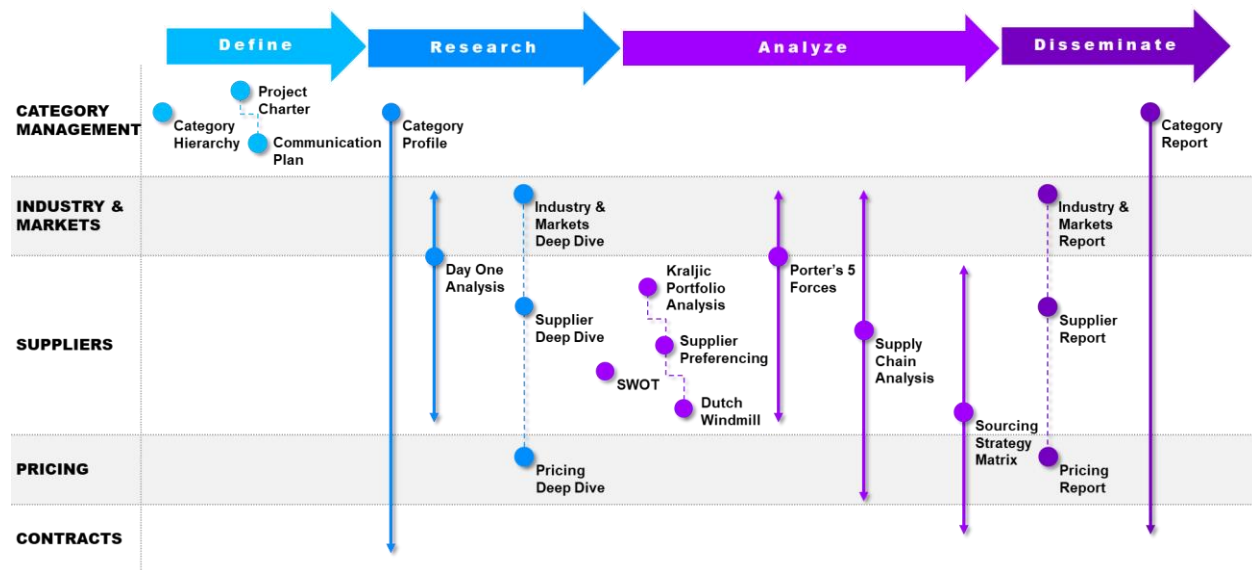 Define
Research
Analyze
Disseminate
CATEGORY
MANAGEMENT
Category
Hierarchy
Project
Charter
Communication
Plan
Category
Profile
Category
Report
INDUSTRY &
MARKETS
Industry &
Markets
Deep Dive
Industry &
Markets
Report
Day One
Analysis
Porter's 5
Forces
SUPPLIERS
Supplier
Deep Dive
Kraljic
Portfolio
Analysis
Supplier
Preferencing
SWOT
Dutch
Windmill
Supply
Chain
Analysis
Sourcing
Strategy
Matrix
Supplier
Report
PRICING
Pricing
Deep Dive
Pricing
Report
CONTRACTS